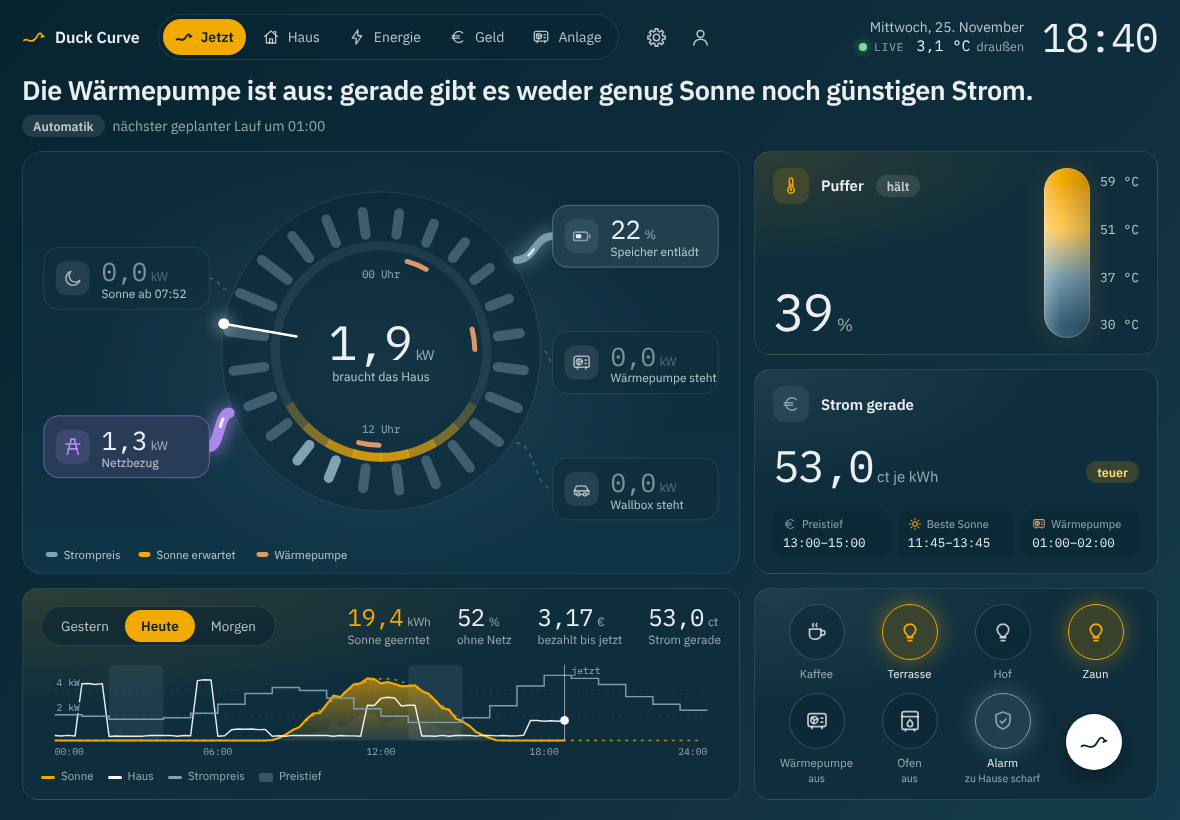 Duck Curve
Jetzt
Haus
Energie
Geld
Anlage
Mittwoch, 25. November
LIVE 3,1 °C draußen
18:40
Die Wärmepumpe ist aus: gerade gibt es weder genug Sonne noch günstigen Strom.
Automatik
nächster geplanter Lauf um 01:00
0,0 kW
Sonne ab 07:52
1,3 kW
Netzbezug
00 Uhr
1,9 kW
braucht das Haus
12 Uhr
22 %
Speicher entlädt
0,0 kW
Wärmepumpe steht
0,0 kW
Wallbox steht
Strompreis
Sonne erwartet
Wärmepumpe
Puffer
hält
39 %
59 °C
51 °C
37 °C
30 °C
Strom gerade
53,0 ct je kWh
teuer
Preistief
13:00–15:00
Beste Sonne
11:45–13:45
Wärmepumpe
01:00–02:00
Gestern
Heute
Morgen
19,4 kWh
Sonne geerntet
52 %
ohne Netz
3,17 €
bezahlt bis jetzt
53,0 ct
Strom gerade
jetzt
4 kW
2 kW
00:00
06:00
12:00
18:00
24:00
Sonne
Haus
Strompreis
Preistief
Kaffee
Terrasse
Hof
Zaun
Wärmepumpe
aus
Ofen
aus
Alarm
zu Hause scharf